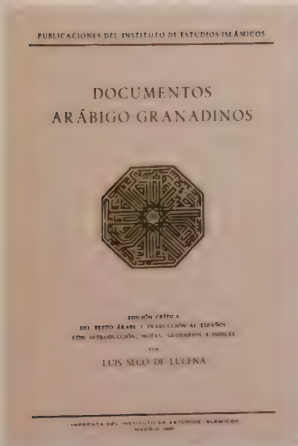 PUBLICACIONES DEL INSTITUTO DE ESTUDIOS ISLÁMICOS
DOCUMENTOS
ARÁBIGO-GRANADINOS
EDICIÓN CRÍTICA
DEL TEXTO ÁRABE Y TRADUCCIÓN AL ESPAÑOL
CON INTRODUCCIÓN, NOTAS, GLOSARIOS E INDICES
POR
LUIS SECO DE LUCENA
IMPRENTA DEL INSTITUTO DE ESTUDIOS ISLÁMICOS
MADRID